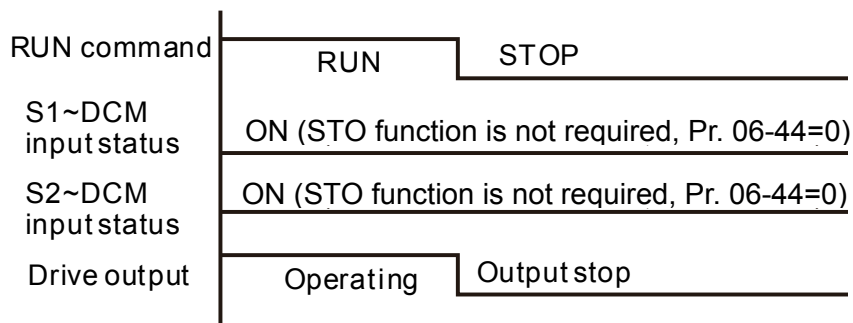 RUN command
RUN
STOP
S1~DCM
input status
ON (STO function is not required, Pr. 06-44=0)
S2~DCM
input status
ON (STO function is not required, Pr. 06-44=0)
Drive output
Operating
Output stop